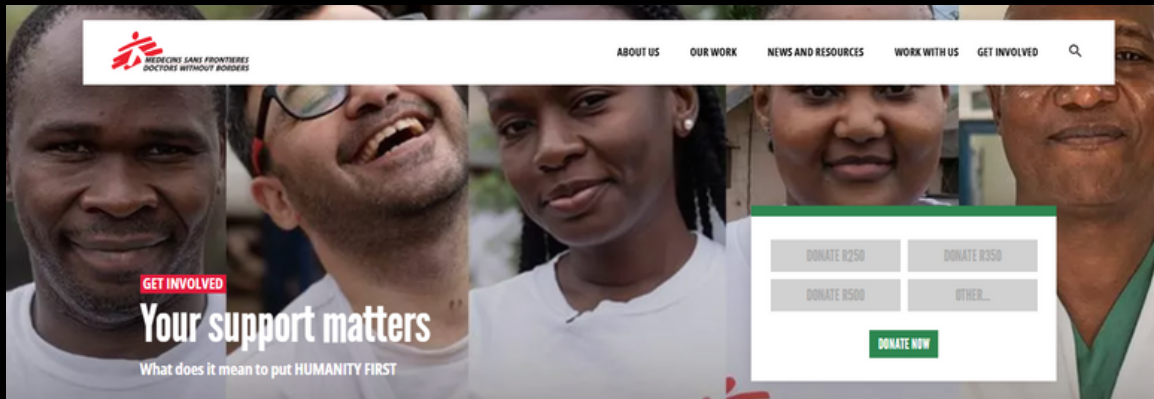 MEDECINS SANS FRONTIERES
DOCTORS WITHOUT BORDERS
ABOUT US OUR WORK NEWS AND RESOURCES WORK WITH US GET INVOLVED
GET INVOLVED
Your support matters
What does it mean to put HUMANITY FIRST
DONATE R250 DONATE R350
DONATE R500 OTHER...
DONATE NOW